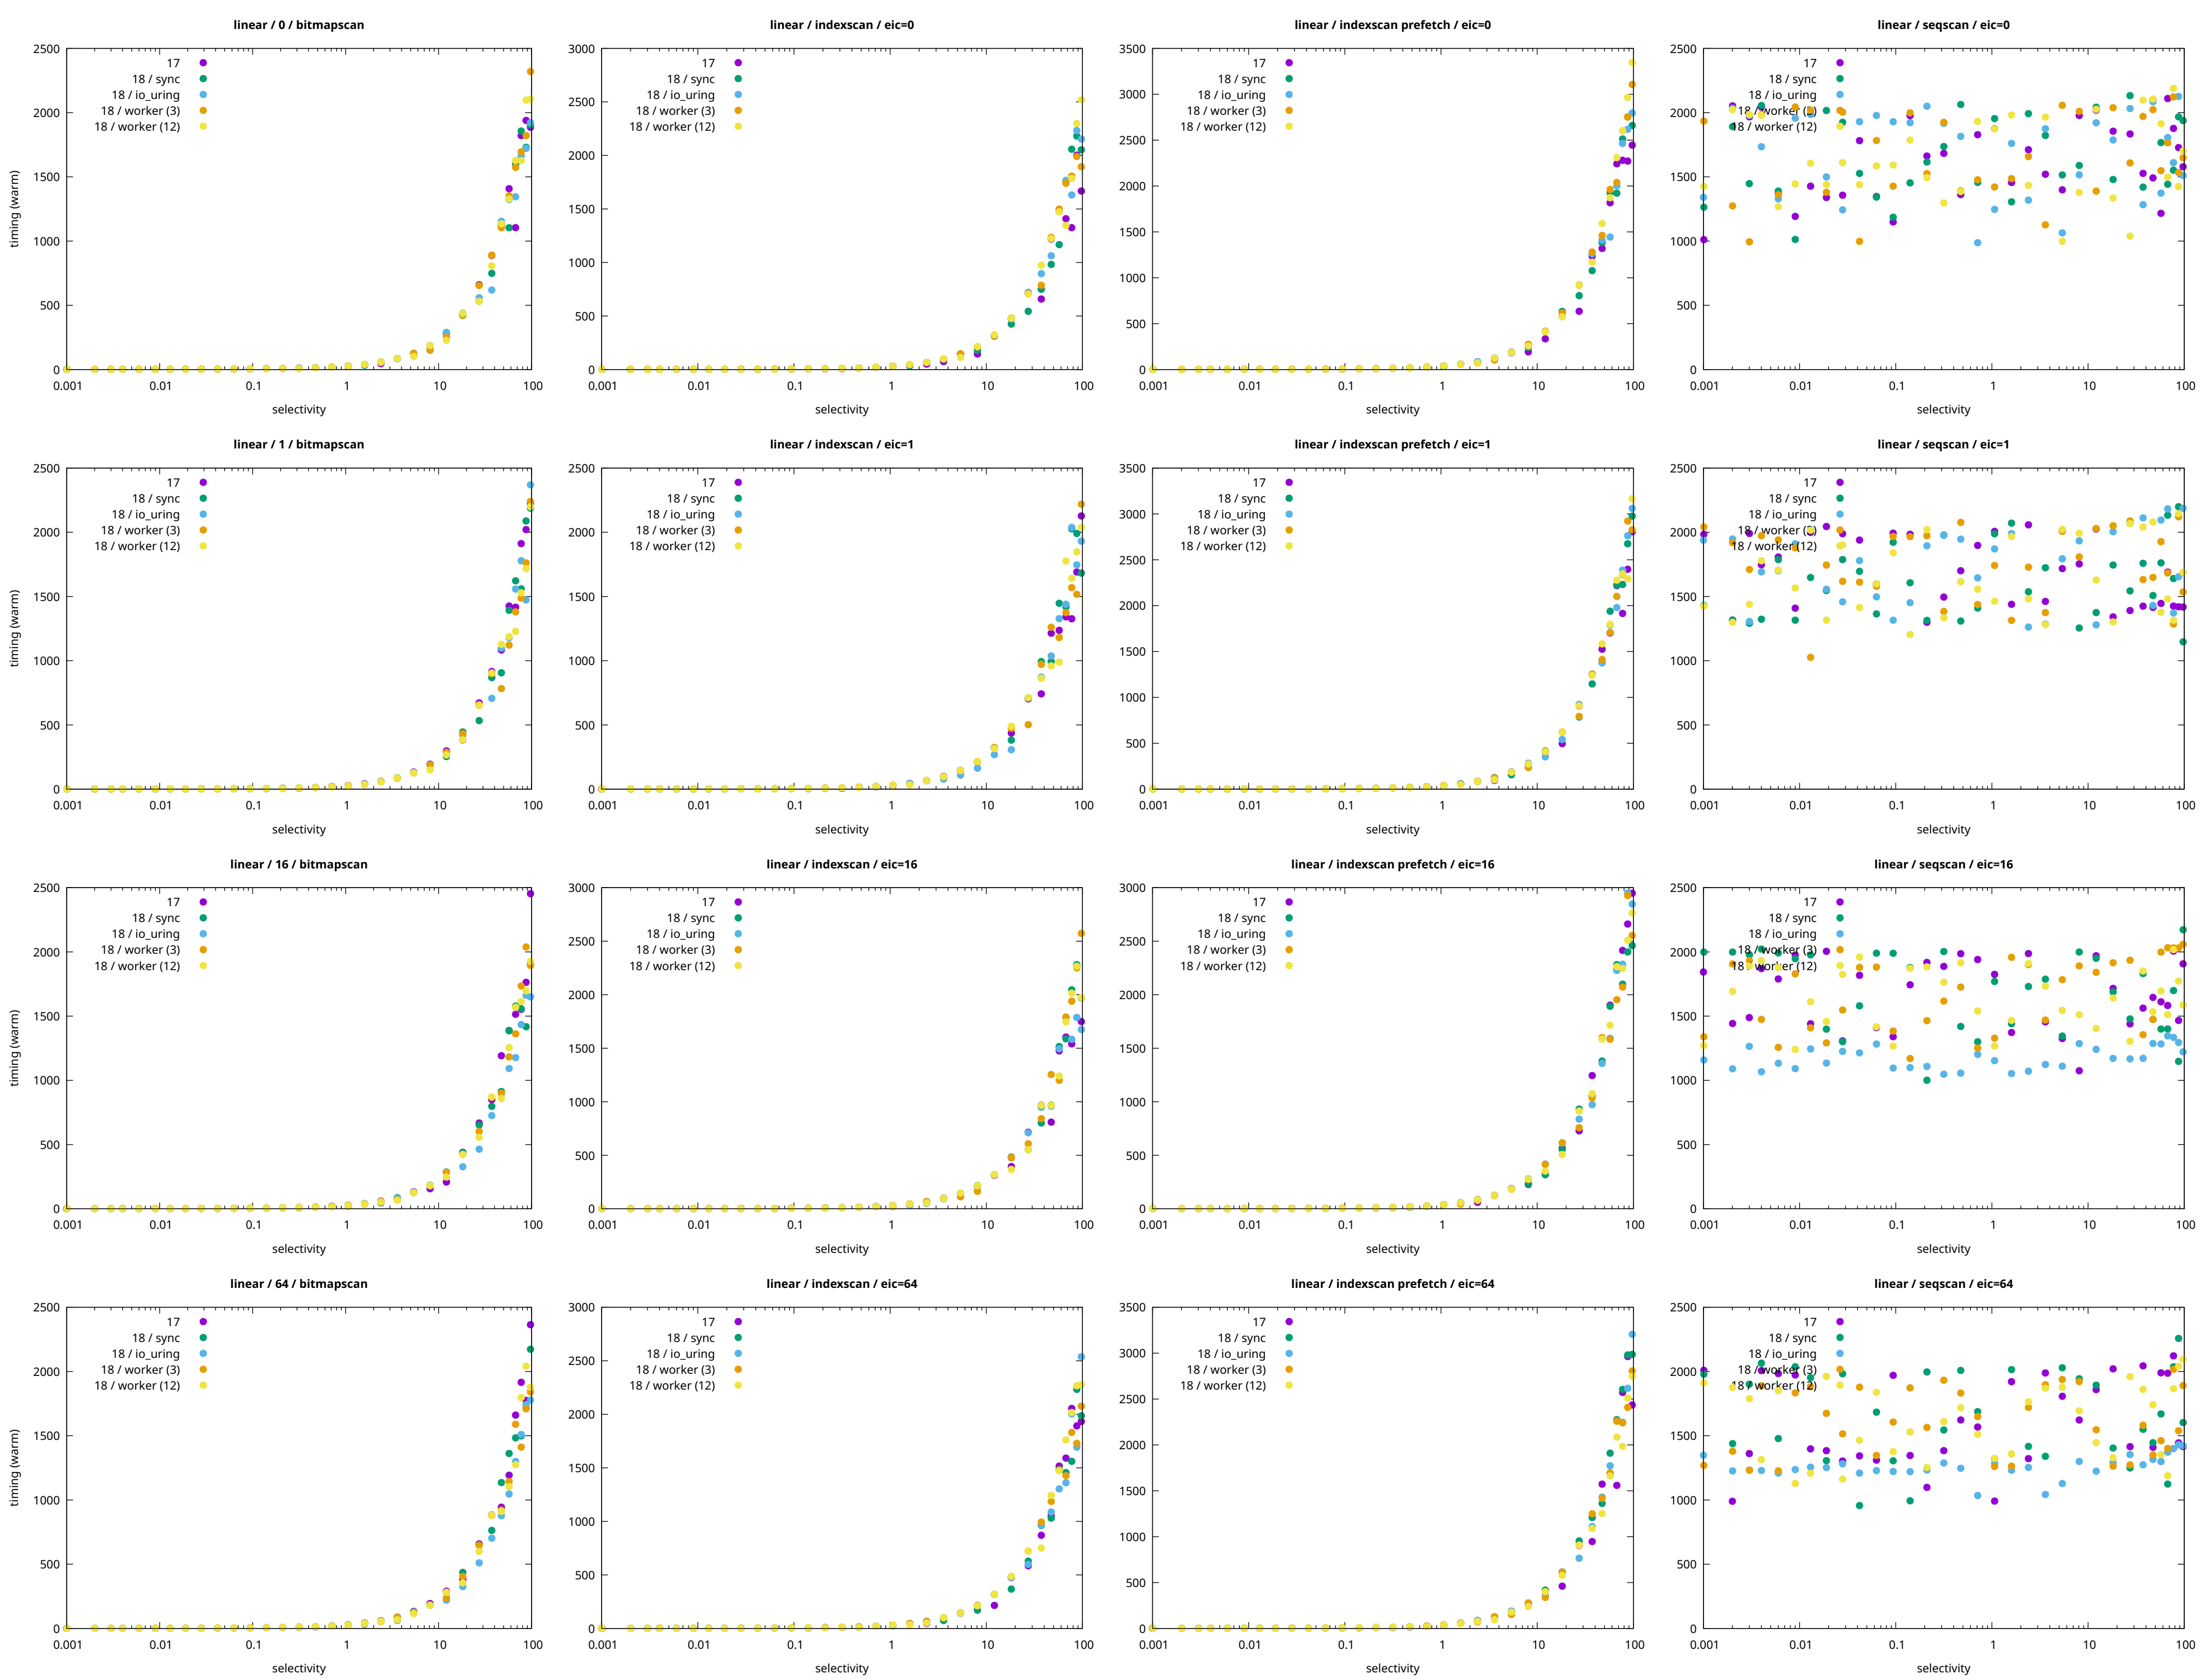 linear / 0 / bitmapscan
timing (warm)
2500
2000
1500
1000
500
0
17
18 / sync
18 / io_uring
18 / worker (3)
18 / worker (12)
0.001 0.01 0.1 1 10 100
selectivity
linear / indexscan / eic=0
3000
2500
2000
1500
1000
500
0
17
18 / sync
18 / io_uring
18 / worker (3)
18 / worker (12)
0.001 0.01 0.1 1 10 100
selectivity
linear / indexscan prefetch / eic=0
3500
3000
2500
2000
1500
1000
500
0
17
18 / sync
18 / io_uring
18 / worker (3)
18 / worker (12)
0.001 0.01 0.1 1 10 100
selectivity
linear / seqscan / eic=0
2500
2000
1500
1000
500
0
17
18 / sync
18 / io_uring
18 / worker (3)
18 / worker (12)
0.001 0.01 0.1 1 10 100
selectivity
linear / 1 / bitmapscan
timing (warm)
2500
2000
1500
1000
500
0
17
18 / sync
18 / io_uring
18 / worker (3)
18 / worker (12)
0.001 0.01 0.1 1 10 100
selectivity
linear / indexscan / eic=1
2500
2000
1500
1000
500
0
17
18 / sync
18 / io_uring
18 / worker (3)
18 / worker (12)
0.001 0.01 0.1 1 10 100
selectivity
linear / indexscan prefetch / eic=1
3500
3000
2500
2000
1500
1000
500
0
17
18 / sync
18 / io_uring
18 / worker (3)
18 / worker (12)
0.001 0.01 0.1 1 10 100
selectivity
linear / seqscan / eic=1
2500
2000
1500
1000
500
0
17
18 / sync
18 / io_uring
18 / worker (3)
18 / worker (12)
0.001 0.01 0.1 1 10 100
selectivity
linear / 16 / bitmapscan
timing (warm)
2500
2000
1500
1000
500
0
17
18 / sync
18 / io_uring
18 / worker (3)
18 / worker (12)
0.001 0.01 0.1 1 10 100
selectivity
linear / indexscan / eic=16
3000
2500
2000
1500
1000
500
0
17
18 / sync
18 / io_uring
18 / worker (3)
18 / worker (12)
0.001 0.01 0.1 1 10 100
selectivity
linear / indexscan prefetch / eic=16
3000
2500
2000
1500
1000
500
0
17
18 / sync
18 / io_uring
18 / worker (3)
18 / worker (12)
0.001 0.01 0.1 1 10 100
selectivity
linear / seqscan / eic=16
2500
2000
1500
1000
500
0
17
18 / sync
18 / io_uring
18 / worker (3)
18 / worker (12)
0.001 0.01 0.1 1 10 100
selectivity
linear / 64 / bitmapscan
timing (warm)
2500
2000
1500
1000
500
0
17
18 / sync
18 / io_uring
18 / worker (3)
18 / worker (12)
0.001 0.01 0.1 1 10 100
selectivity
linear / indexscan / eic=64
3000
2500
2000
1500
1000
500
0
17
18 / sync
18 / io_uring
18 / worker (3)
18 / worker (12)
0.001 0.01 0.1 1 10 100
selectivity
linear / indexscan prefetch / eic=64
3500
3000
2500
2000
1500
1000
500
0
17
18 / sync
18 / io_uring
18 / worker (3)
18 / worker (12)
0.001 0.01 0.1 1 10 100
selectivity
linear / seqscan / eic=64
2500
2000
1500
1000
500
0
17
18 / sync
18 / io_uring
18 / worker (3)
18 / worker (12)
0.001 0.01 0.1 1 10 100
selectivity